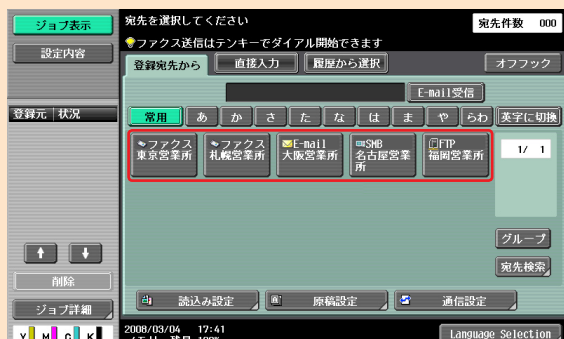 ジョブ表示
宛先を選択してください
宛先件数 000
設定内容
ファクス送信はテンキーでダイアル開始できます
登録宛先から 直接入力 履歴から選択 オフフック
E-mail受信
登録元 状況
常用 あ か さ た な は ま や らわ 英字に切換
ファクス
東京営業所
ファクス
札幌営業所
E-mail
大阪営業所
SMB
名古屋営業
所
FTP
福岡営業所
1/ 1
グループ
宛先検索
削除
ジョブ詳細
読込み設定 原稿設定 通信設定
Y M C K
2008/03/04 17:41
Language Selection